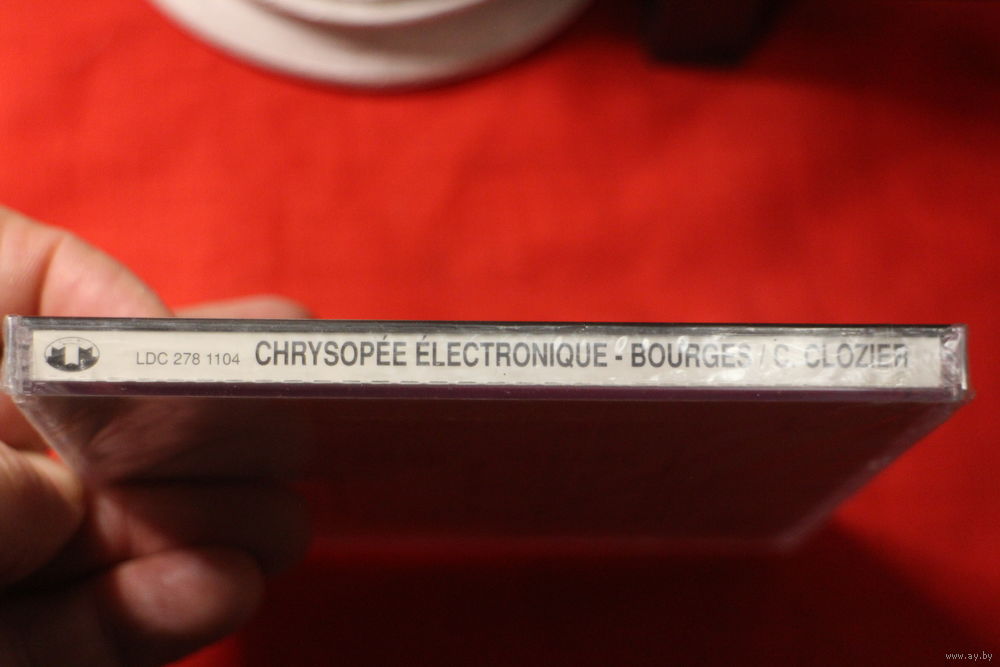 LDC 278 1104 CHRYSOPÉE ÉLECTRONIQUE - BOURGES / C. CLOZIER
www.ay.by